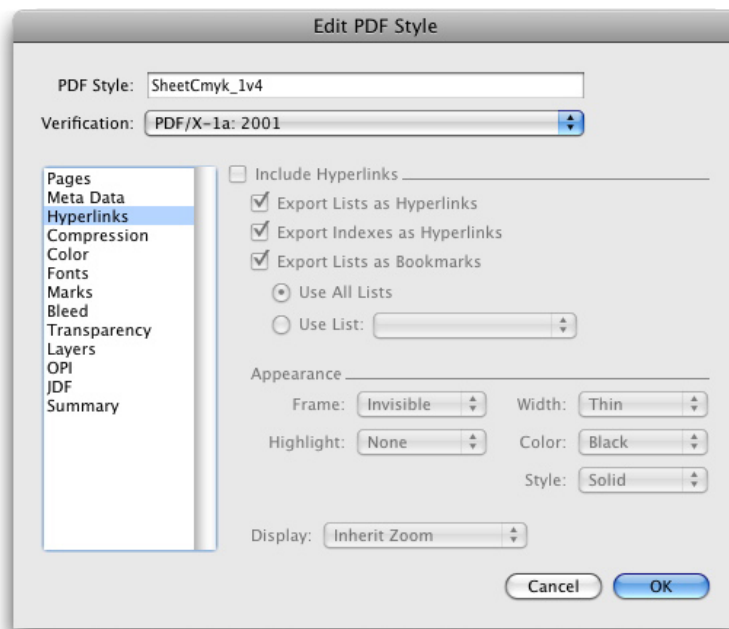 Edit PDF Style
PDF Style: SheetCmyk_1v4
Verification: PDF/X-1a: 2001
Pages
Meta Data
Hyperlinks
Compression
Color
Fonts
Marks
Bleed
Transparency
Layers
OPI
JDF
Summary
Include Hyperlinks
Export Lists as Hyperlinks
Export Indexes as Hyperlinks
Export Lists as Bookmarks
Use All Lists
Use List:
Appearance
Frame: Invisible Width: Thin
Highlight: None Color: Black
Style: Solid
Display: Inherit Zoom
Cancel OK